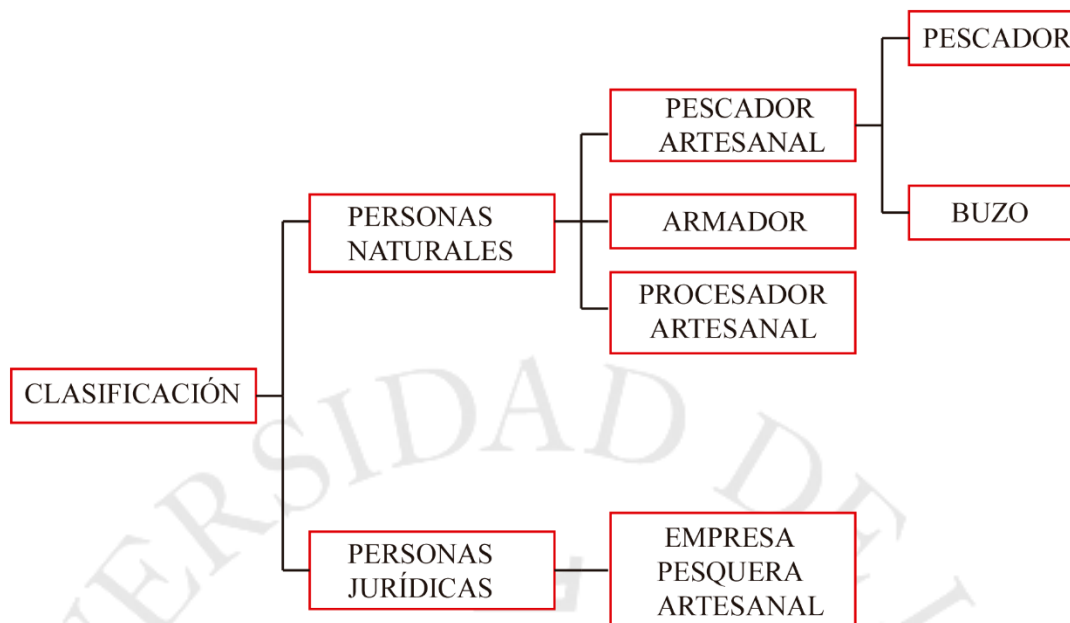 PESCADOR
PESCADOR
ARTESANAL
BUZO
PERSONAS
NATURALES
ARMADOR
PROCESADOR
ARTESANAL
CLASIFICACIÓN
PERSONAS
JURÍDICAS
EMPRESA
PESQUERA
ARTESANAL